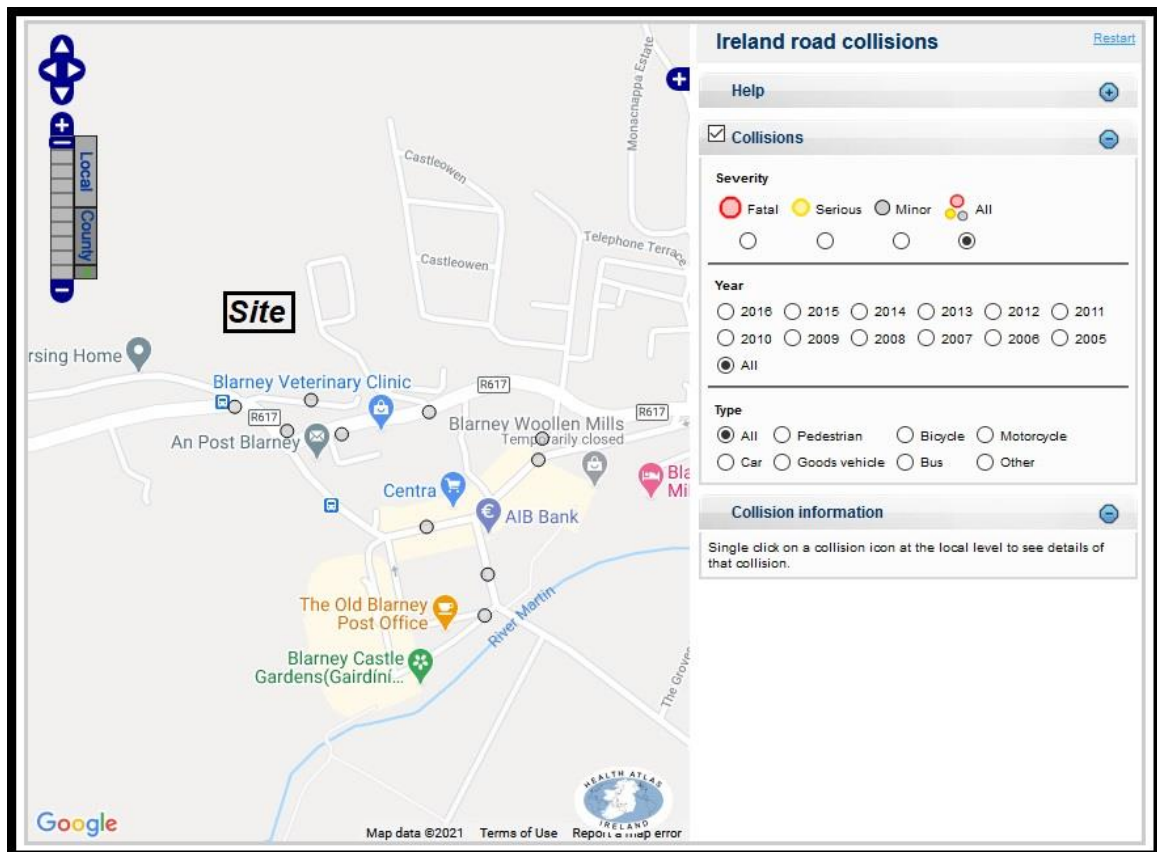 Ireland road collisions
Restart
Help
Collisions
Severity
Fatal
Serious
Minor
All
Year
2016
2015
2014
2013
2012
2011
2010
2009
2008
2007
2006
2005
All
Type
All
Pedestrian
Bicycle
Motorcycle
Car
Goods vehicle
Bus
Other
Collision information
Single click on a collision icon at the local level to see details of
that collision.
Local
County
Monacnappa Estate
Castleowen
Telephone Terrace
Castleowen
Site
rsing Home
Blarney Veterinary Clinic
R617
R617
R617
Blarney Woollen Mills
Temporarily closed
An Post Blarney
Bla
Mi
Centra
AIB Bank
The Old Blarney
Post Office
River Martin
Blarney Castle
Gardens(Gairdíní...
The Grove
HEALTH ATLAS
IRELAND
Google
Map data ©2021
Terms of Use
Report a map error